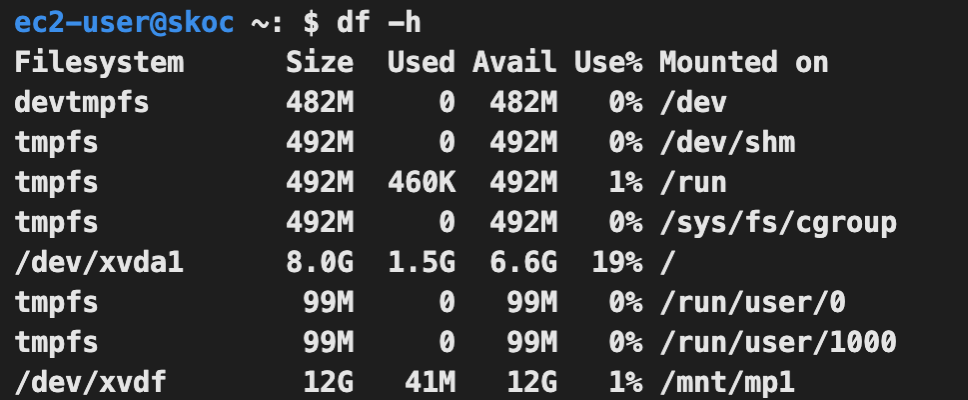 ec2-user@skoc ~: $ df -h
Filesystem      Size  Used Avail Use% Mounted on
devtmpfs        482M     0  482M   0% /dev
tmpfs           492M     0  492M   0% /dev/shm
tmpfs           492M  460K  492M   1% /run
tmpfs           492M     0  492M   0% /sys/fs/cgroup
/dev/xvda1      8.0G  1.5G  6.6G  19% /
tmpfs            99M     0   99M   0% /run/user/0
tmpfs            99M     0   99M   0% /run/user/1000
/dev/xvdf        12G   41M   12G   1% /mnt/mp1